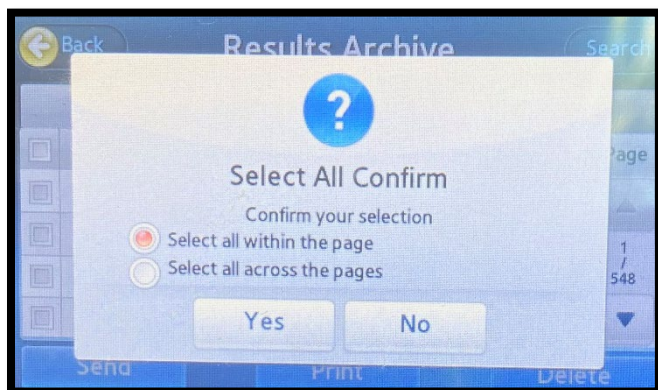 Back
Results Archive
Search
?
Page
Select All Confirm
Confirm your selection
Select all within the page
Select all across the pages
1
/
548
Yes
No
Send
Print
Delete